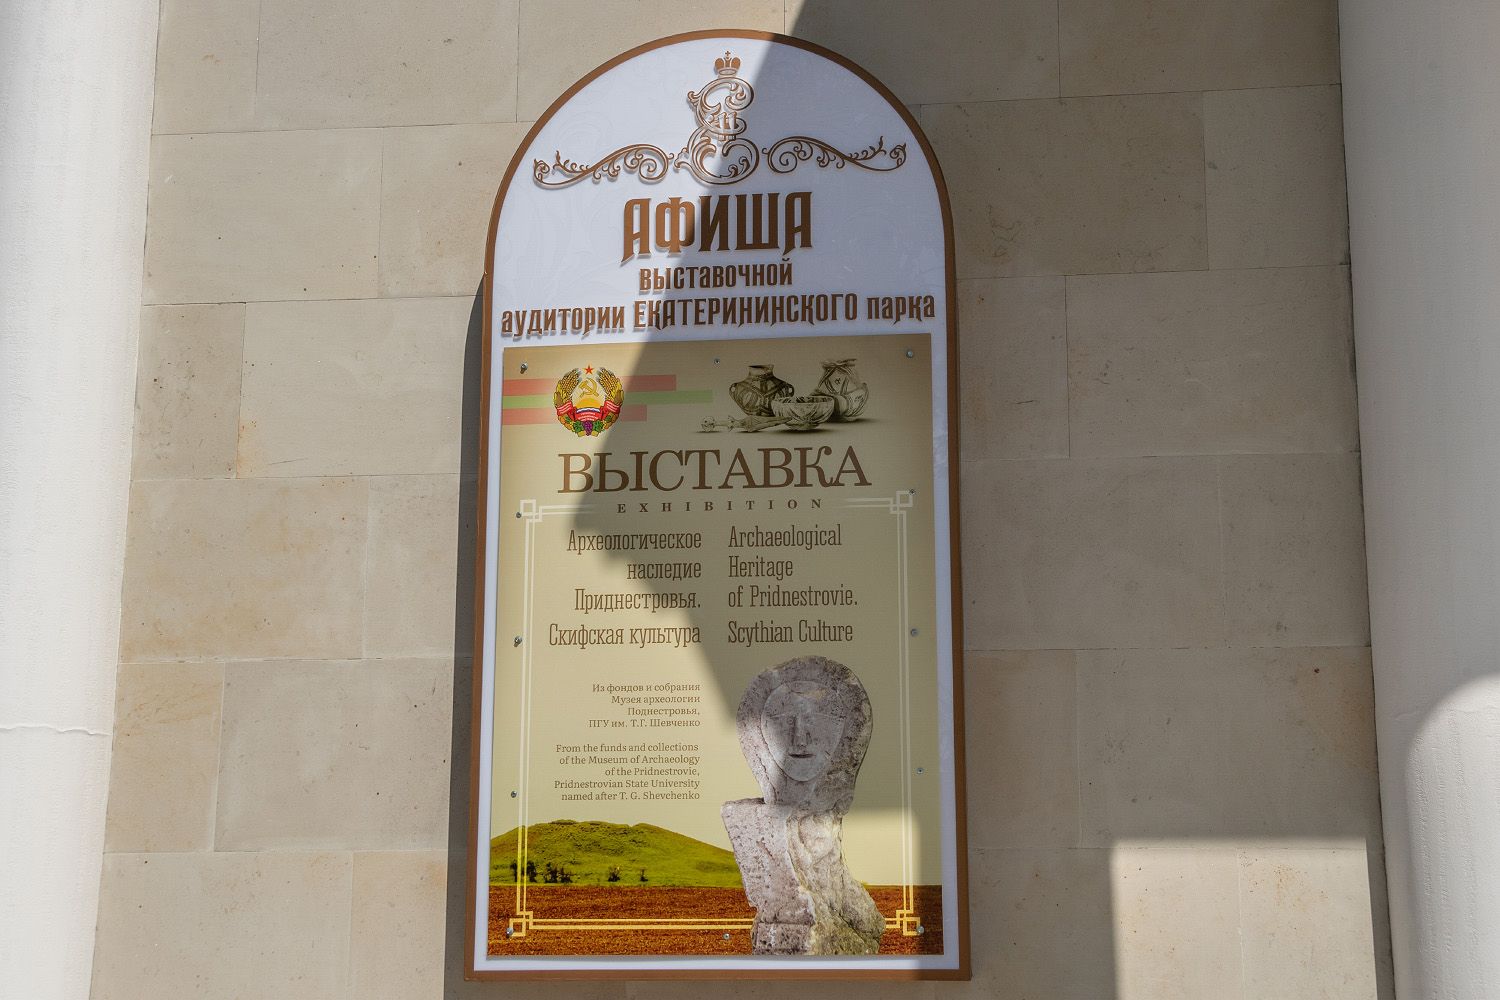 АФИША
выставочной
аудитории ЕКАТЕРИНИНСКОГО парка
ВЫСТАВКА
EXHIBITION
Археологическое
наследие
Приднестровья.
Скифская культура
Archaeological
Heritage
of Pridnestrovie.
Scythian Culture
Из фондов и собрания
Музея археологии
Поднестровья,
ПГУ им. Т.Г. Шевченко
From the funds and collections
of the Museum of Archaeology
of the Pridnestrovie,
Pridnestrovian State University
named after T. G. Shevchenko